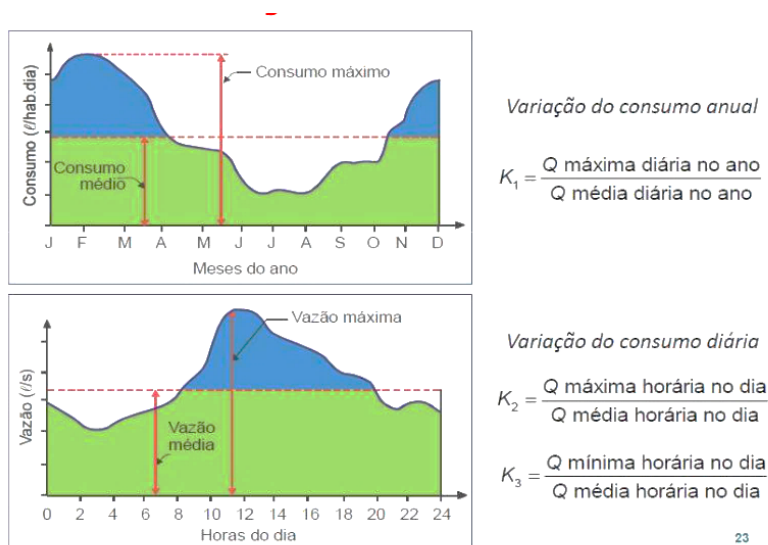 Consumo (ℓ/hab.dia)
Consumo máximo
Consumo
médio
J F M A M J J A S O N D
Meses do ano
Variação do consumo anual
K₁ = Q máxima diária no ano
Q média diária no ano
Vazão (ℓ/s)
Vazão máxima
Vazão
média
0 2 4 6 8 10 12 14 16 18 20 22 24
Horas do dia
Variação do consumo diária
K₂ = Q máxima horária no dia
Q média horária no dia
K₃ = Q mínima horária no dia
Q média horária no dia
23